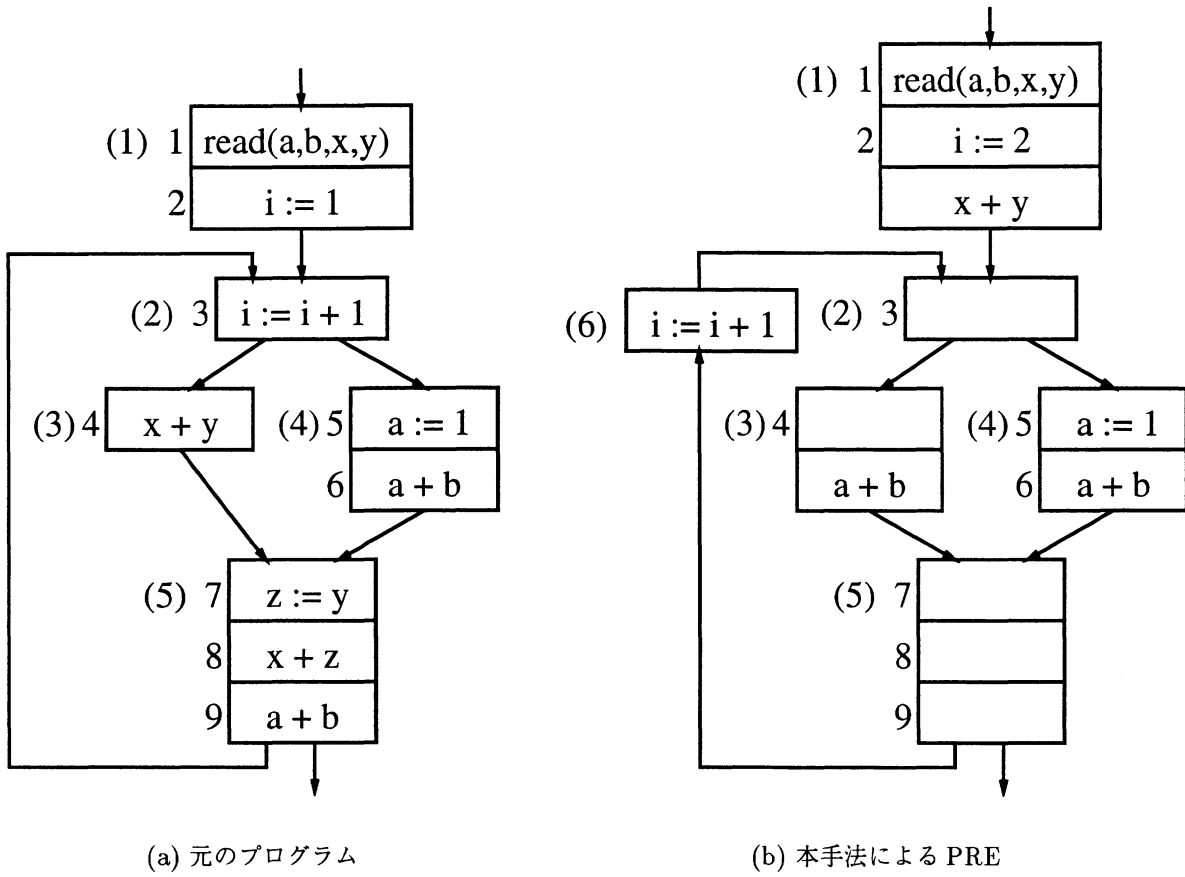 (1) 1 read(a,b,x,y)
2 i := 1
(2) 3 i := i + 1
(3) 4 x + y
(4) 5 a := 1
6 a + b
(5) 7 z := y
8 x + z
9 a + b
(a) 元のプログラム
(1) 1 read(a,b,x,y)
2 i := 2
x + y
(6) i := i + 1
(2) 3
(3) 4
a + b
(4) 5 a := 1
6 a + b
(5) 7
8
9
(b) 本手法による PRE